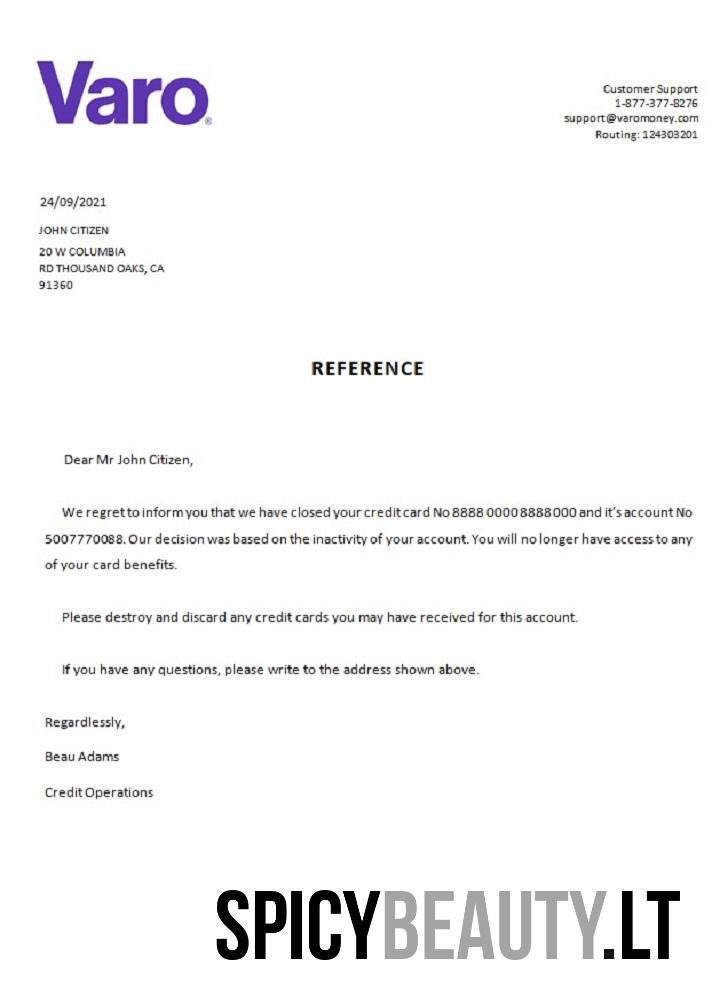 Varo®
Customer Support
1-877-377-8276
support@varomoney.com
Routing: 124303201
24/09/2021
JOHN CITIZEN
20 W COLUMBIA
RD THOUSAND OAKS, CA
91360
REFERENCE
Dear Mr John Citizen,
We regret to inform you that we have closed your credit card No 8888 0000 8888 000 and it's account No
5007770088. Our decision was based on the inactivity of your account. You will no longer have access to any
of your card benefits.
Please destroy and discard any credit cards you may have received for this account.
If you have any questions, please write to the address shown above.
Regardlessly,
Beau Adams
Credit Operations
SPICYBEAUTY.LT